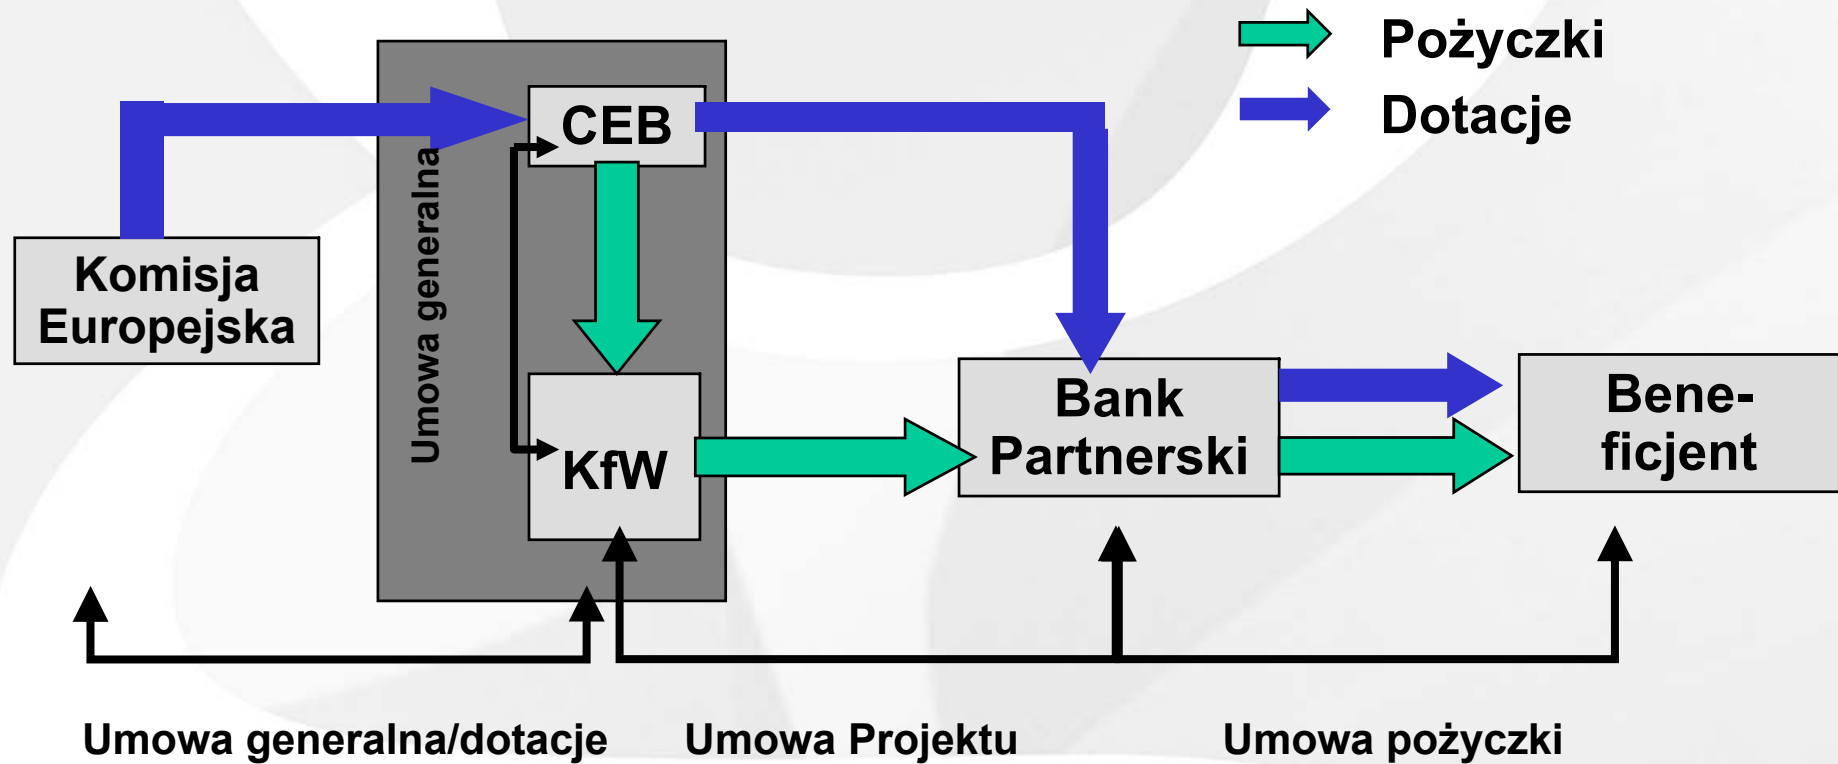 Pożyczki
Dotacje
CEB
Umowa generalna
Komisja
Europejska
KfW
Bank
Partnerski
Bene-
ficjent
Umowa generalna/dotacje
Umowa Projektu
Umowa pożyczki